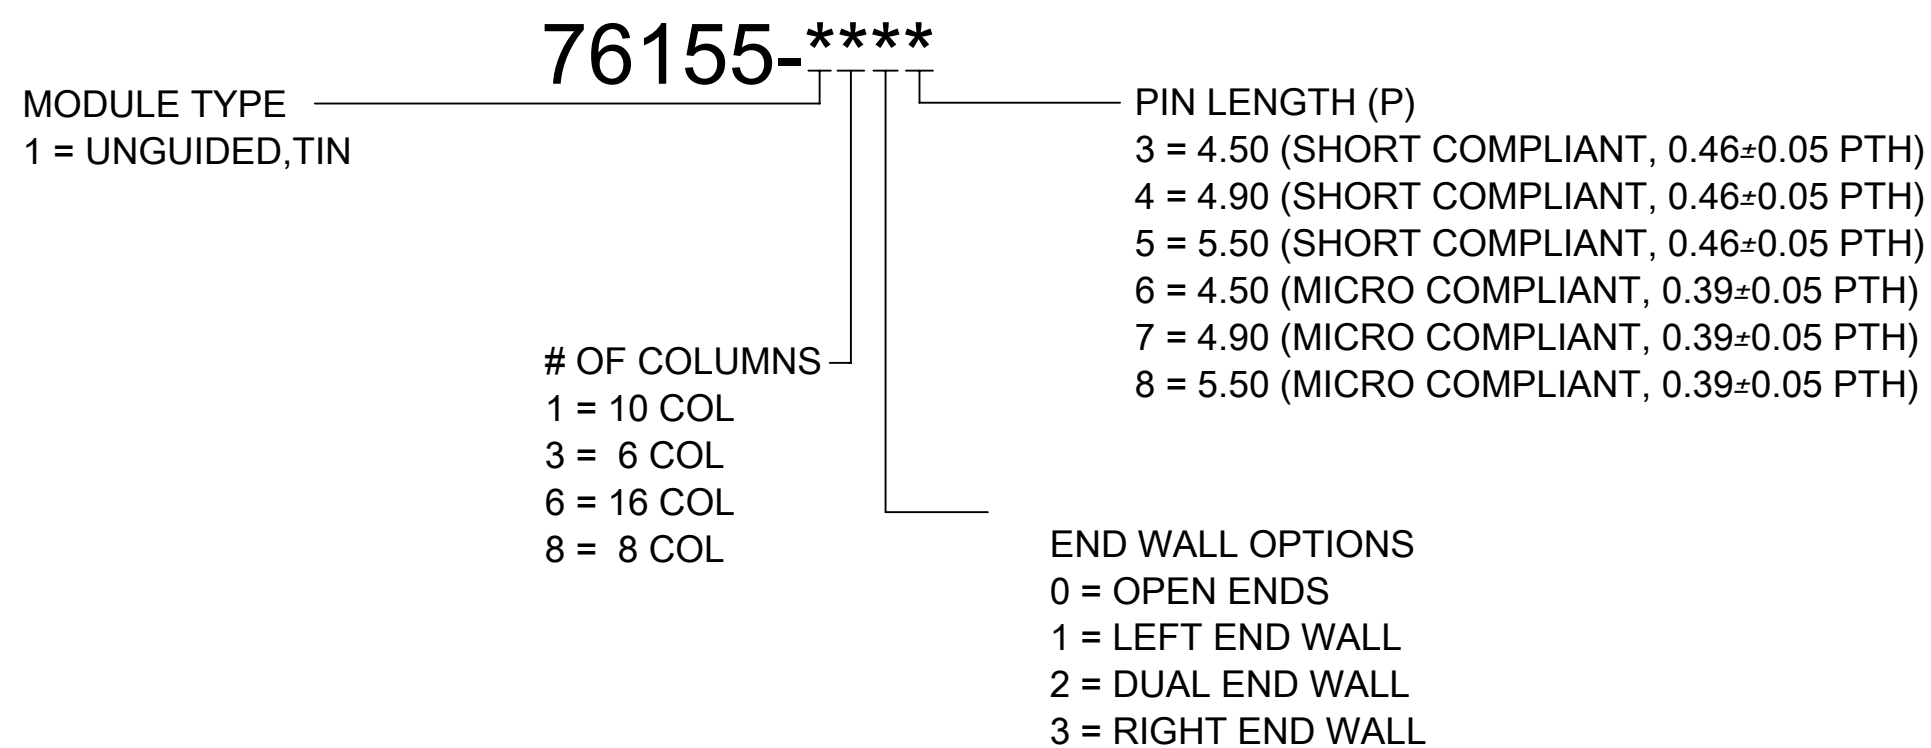 76155-****
MODULE TYPE
1 = UNGUIDED,TIN
PIN LENGTH (P)
3 = 4.50 (SHORT COMPLIANT, 0.46±0.05 PTH)
4 = 4.90 (SHORT COMPLIANT, 0.46±0.05 PTH)
5 = 5.50 (SHORT COMPLIANT, 0.46±0.05 PTH)
6 = 4.50 (MICRO COMPLIANT, 0.39±0.05 PTH)
7 = 4.90 (MICRO COMPLIANT, 0.39±0.05 PTH)
8 = 5.50 (MICRO COMPLIANT, 0.39±0.05 PTH)
# OF COLUMNS
1 = 10 COL
3 = 6 COL
6 = 16 COL
8 = 8 COL
END WALL OPTIONS
0 = OPEN ENDS
1 = LEFT END WALL
2 = DUAL END WALL
3 = RIGHT END WALL